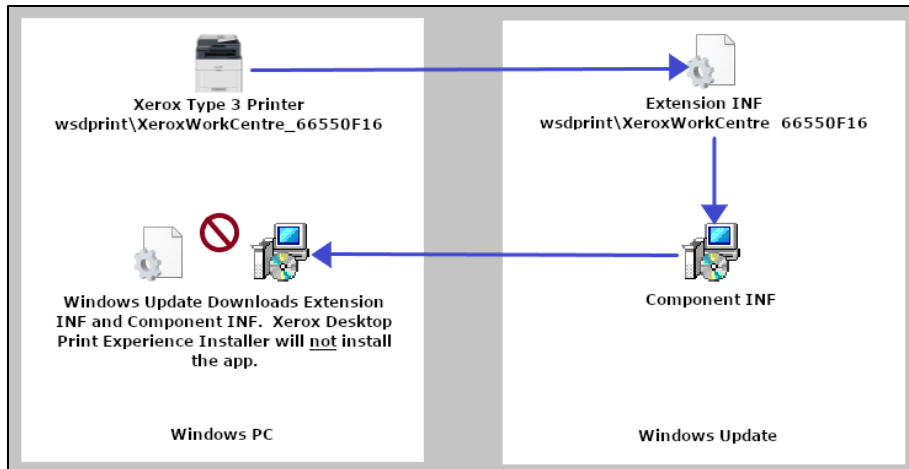 Xerox Type 3 Printer
wsdprint\XeroxWorkCentre_66550F16
Extension INF
wsdprint\XeroxWorkCentre 66550F16
Windows Update Downloads Extension
INF and Component INF.  Xerox Desktop
Print Experience Installer will not install
the app.
Component INF
Windows PC
Windows Update